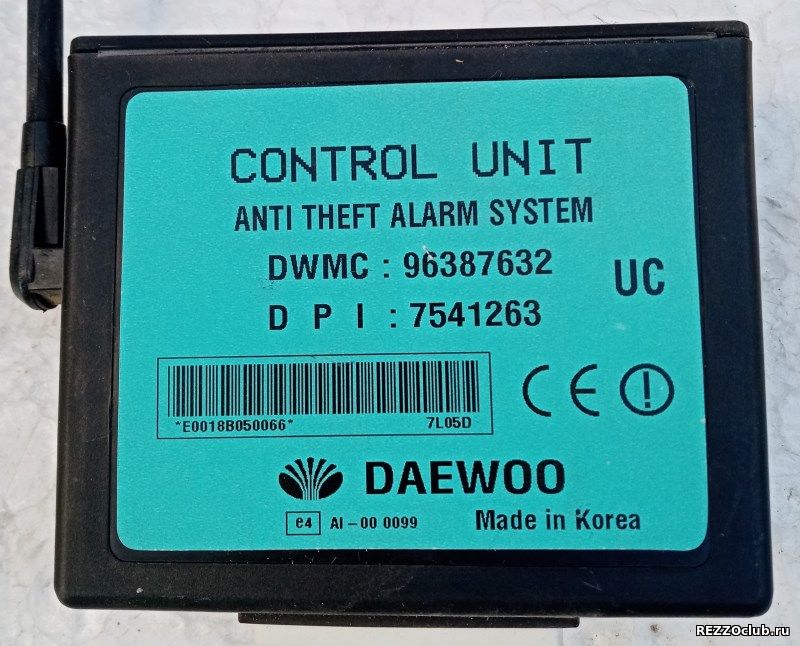 CONTROL UNIT
ANTI THEFT ALARM SYSTEM
DWMC : 96387632
UC
D P I : 7541263
*E0018B050066* 7L05D
CE
DAEWOO
e4 AI-00 0099 Made in Korea
REZZOclub.ru